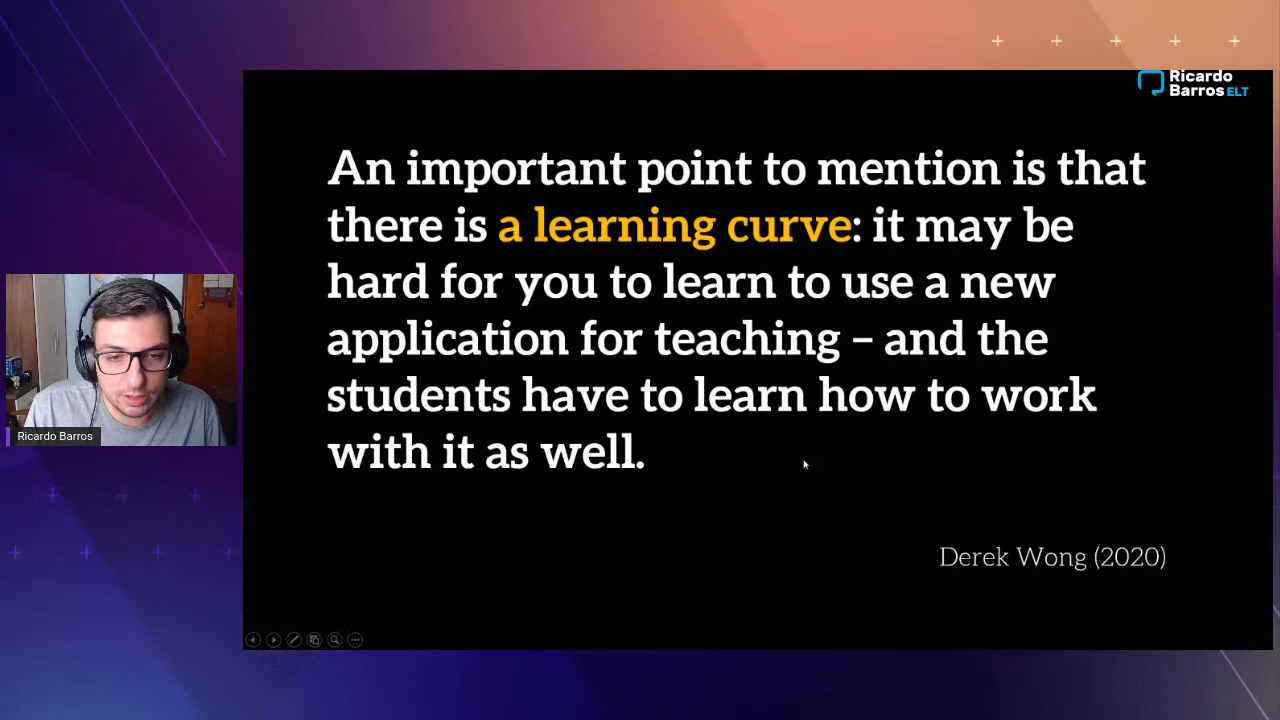 Ricardo
Barros ELT
An important point to mention is that
there is a learning curve: it may be
hard for you to learn to use a new
application for teaching – and the
students have to learn how to work
with it as well.
Derek Wong (2020)
Ricardo Barros